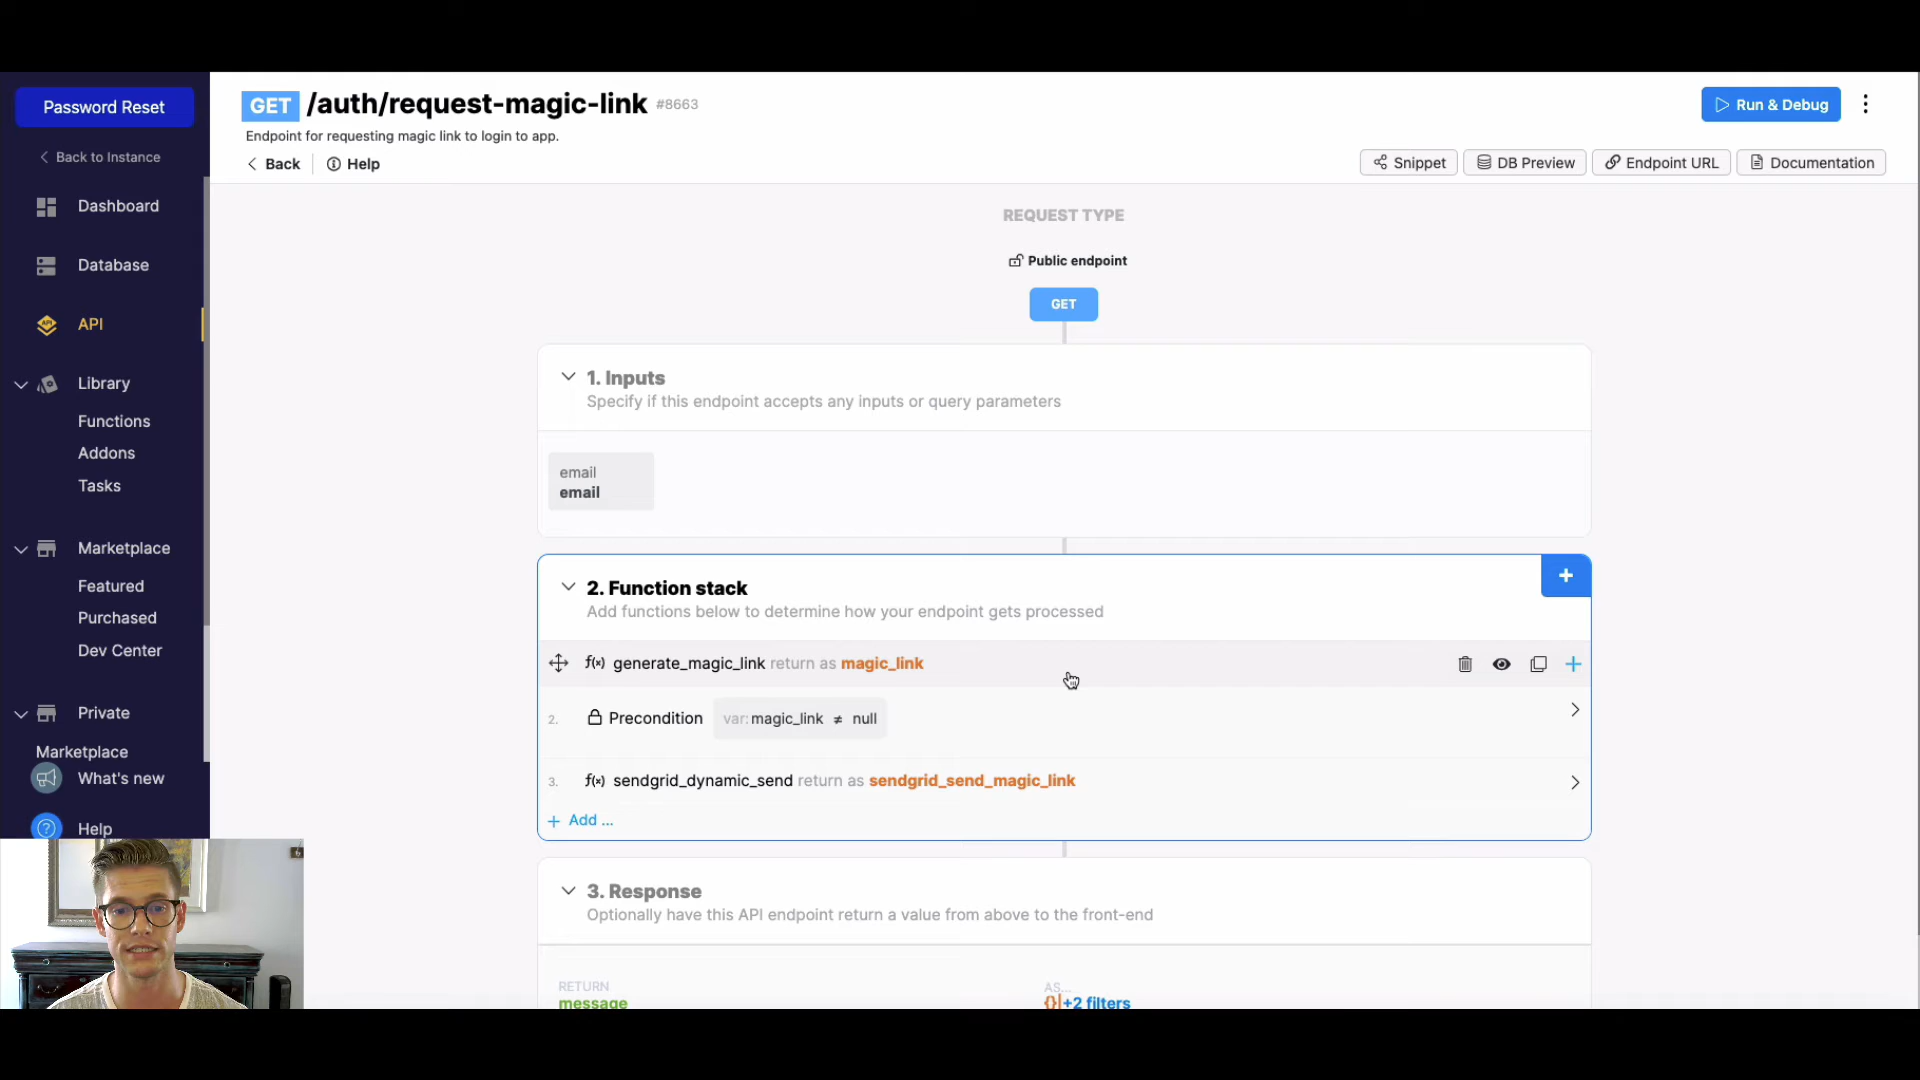 Password Reset
Back to Instance
Dashboard
Database
API
Library
Functions
Addons
Tasks
Marketplace
Featured
Purchased
Dev Center
Private
Marketplace
What's new
Help
GET /auth/request-magic-link #8663
Endpoint for requesting magic link to login to app.
Back
Help
Run & Debug
Snippet
DB Preview
Endpoint URL
Documentation
REQUEST TYPE
Public endpoint
GET
1. Inputs
Specify if this endpoint accepts any inputs or query parameters
email
email
2. Function stack
Add functions below to determine how your endpoint gets processed
f(x) generate_magic_link return as magic_link
2. Precondition var:magic_link ≠ null
3. f(x) sendgrid_dynamic_send return as sendgrid_send_magic_link
+ Add ...
3. Response
Optionally have this API endpoint return a value from above to the front-end
RETURN
message
AS...
{}|+2 filters